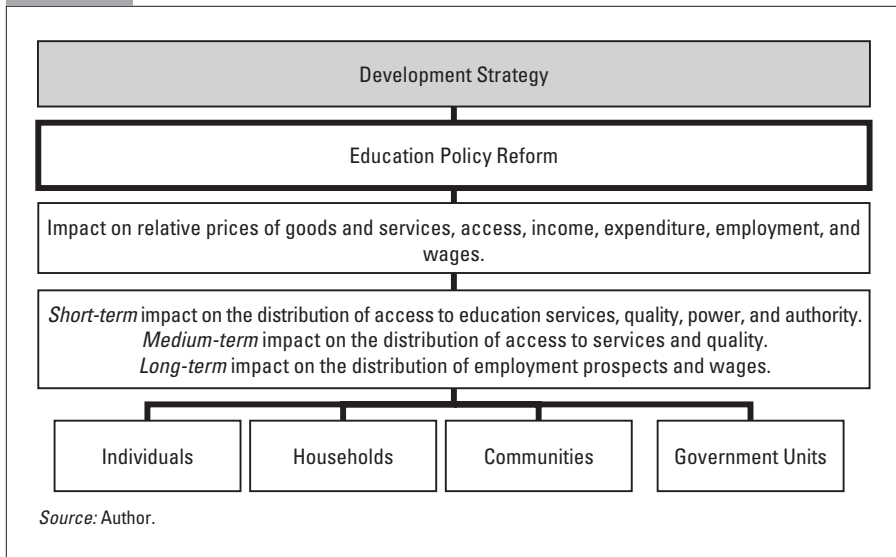 Development Strategy
Education Policy Reform
Impact on relative prices of goods and services, access, income, expenditure, employment, and
wages.
Short-term impact on the distribution of access to education services, quality, power, and authority.
Medium-term impact on the distribution of access to services and quality.
Long-term impact on the distribution of employment prospects and wages.
Individuals
Households
Communities
Government Units
Source: Author.